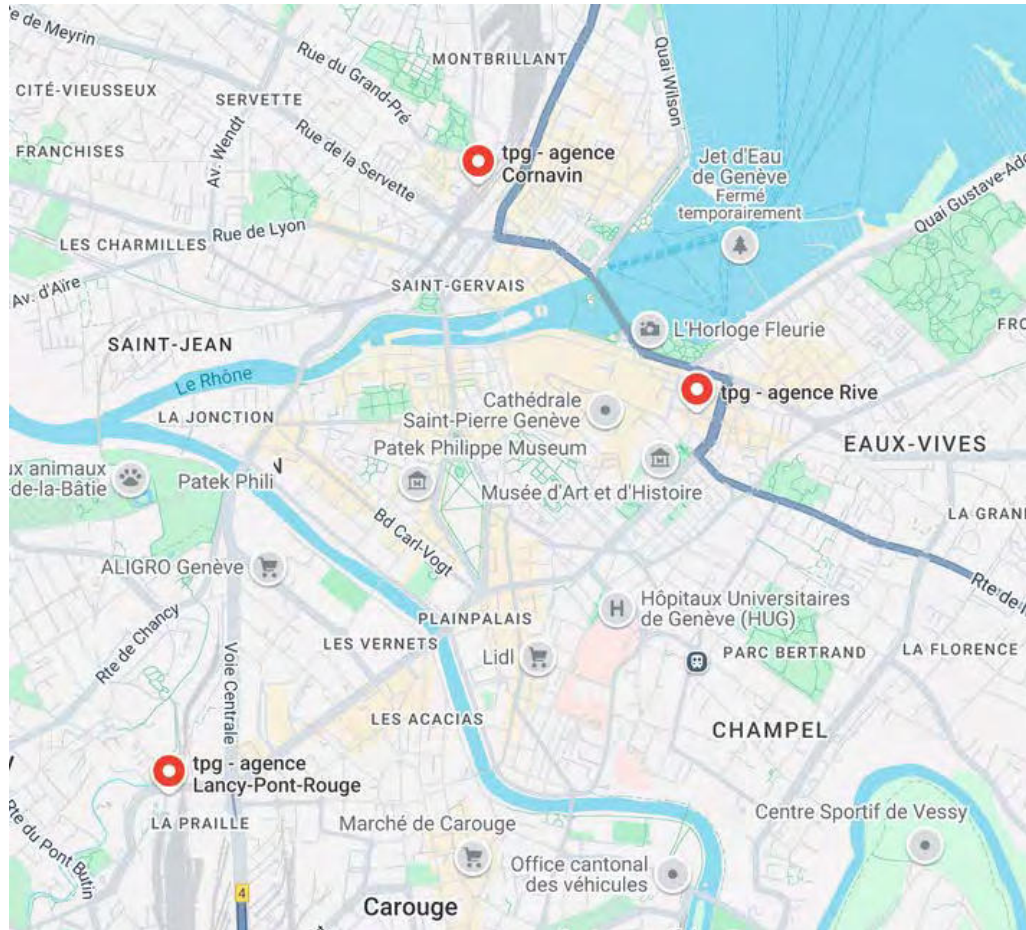 e de Meyrin
MONTBRILLANT
Quai Wilson
Rue du Grand-Pré
CITÉ-VIEUSSEUX
SERVETTE
FRANCHISES
Av. Wendt
Rue de la Servette
tpg - agence
Cornavin
Jet d'Eau
de Genève
Fermé
temporairement
Quai Gustave-Ado
LES CHARMILLES
Rue de Lyon
Av. d'Aire
SAINT-GERVAIS
L'Horloge Fleurie
FRO
SAINT-JEAN
Le Rhône
tpg - agence Rive
Cathédrale
Saint-Pierre Genève
LA JONCTION
Patek Philippe Museum
EAUX-VIVES
ux animaux
-de-la-Bâtie
Patek Phili
N
Musée d'Art et d'Histoire
LA GRAN
Bd Carl-Vogt
ALIGRO Genève
Rte de
Hôpitaux Universitaires
de Genève (HUG)
H
PLAINPALAIS
Rte de Chancy
LES VERNETS
Lidl
PARC BERTRAND
LA FLORENCE
Voie Centrale
LES ACACIAS
CHAMPEL
tpg - agence
Lancy-Pont-Rouge
Rte du Pont Butin
LA PRAILLE
Marché de Carouge
Centre Sportif de Vessy
Office cantonal
des véhicules
4
Carouge